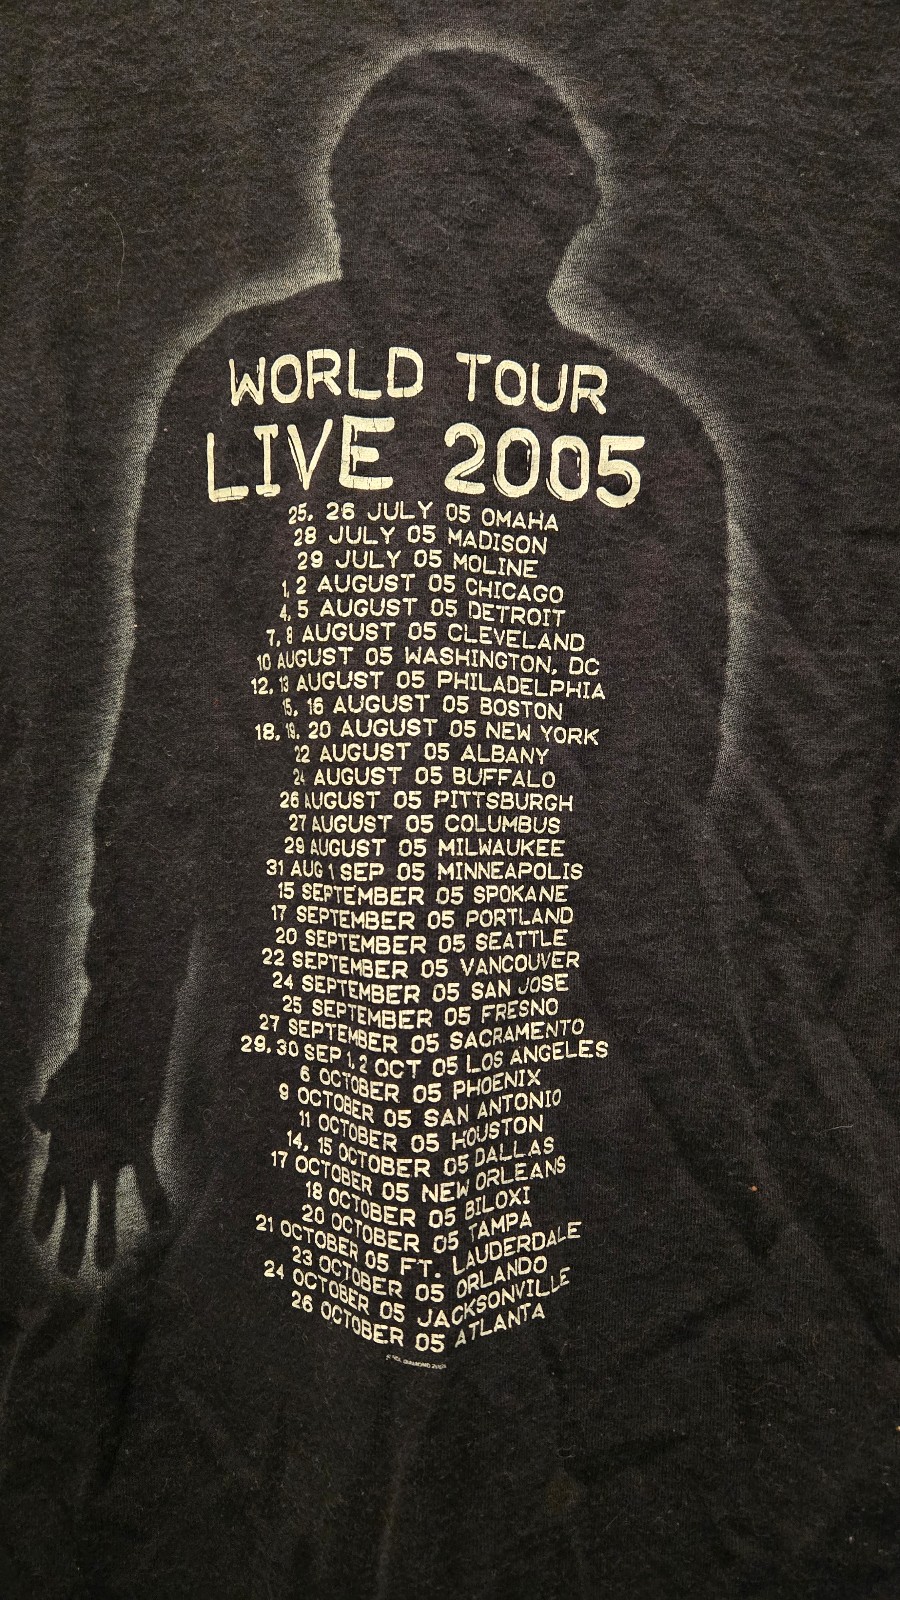 WORLD TOUR
LIVE 2005
25, 26 JULY 05 OMAHA
28 JULY 05 MADISON
29 JULY 05 MOLINE
1, 2 AUGUST 05 CHICAGO
4, 5 AUGUST 05 DETROIT
7, 8 AUGUST 05 CLEVELAND
10 AUGUST 05 WASHINGTON, DC
12, 13 AUGUST 05 PHILADELPHIA
15, 16 AUGUST 05 BOSTON
18, 19, 20 AUGUST 05 NEW YORK
22 AUGUST 05 ALBANY
24 AUGUST 05 BUFFALO
26 AUGUST 05 PITTSBURGH
27 AUGUST 05 COLUMBUS
29 AUGUST 05 MILWAUKEE
31 AUG 1 SEP 05 MINNEAPOLIS
15 SEPTEMBER 05 SPOKANE
17 SEPTEMBER 05 PORTLAND
20 SEPTEMBER 05 SEATTLE
22 SEPTEMBER 05 VANCOUVER
24 SEPTEMBER 05 SAN JOSE
25 SEPTEMBER 05 FRESNO
27 SEPTEMBER 05 SACRAMENTO
29, 30 SEP 1, 2 OCT 05 LOS ANGELES
6 OCTOBER 05 PHOENIX
9 OCTOBER 05 SAN ANTONIO
11 OCTOBER 05 HOUSTON
14, 15 OCTOBER 05 DALLAS
17 OCTOBER 05 NEW ORLEANS
18 OCTOBER 05 BILOXI
20 OCTOBER 05 TAMPA
21 OCTOBER 05 FT. LAUDERDALE
23 OCTOBER 05 ORLANDO
24 OCTOBER 05 JACKSONVILLE
26 OCTOBER 05 ATLANTA
DIAMOND